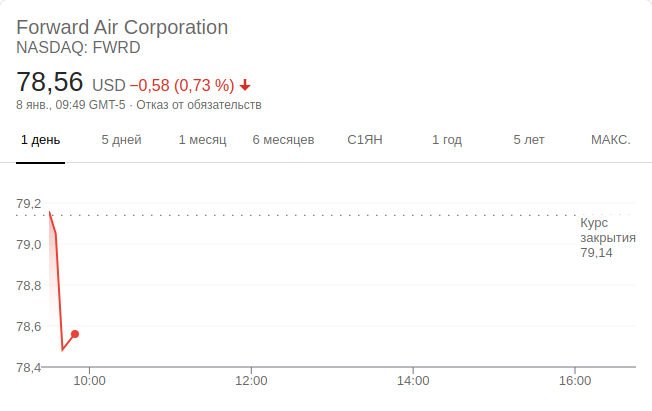 Forward Air Corporation
NASDAQ: FWRD
78,56 USD −0,58 (0,73 %)
8 янв., 09:49 GMT-5 · Отказ от обязательств
1 день 5 дней 1 месяц 6 месяцев С1ЯН 1 год 5 лет МАКС.
79,2
Курс
закрытия
79,14
79,0
78,8
78,6
78,4
10:00 12:00 14:00 16:00